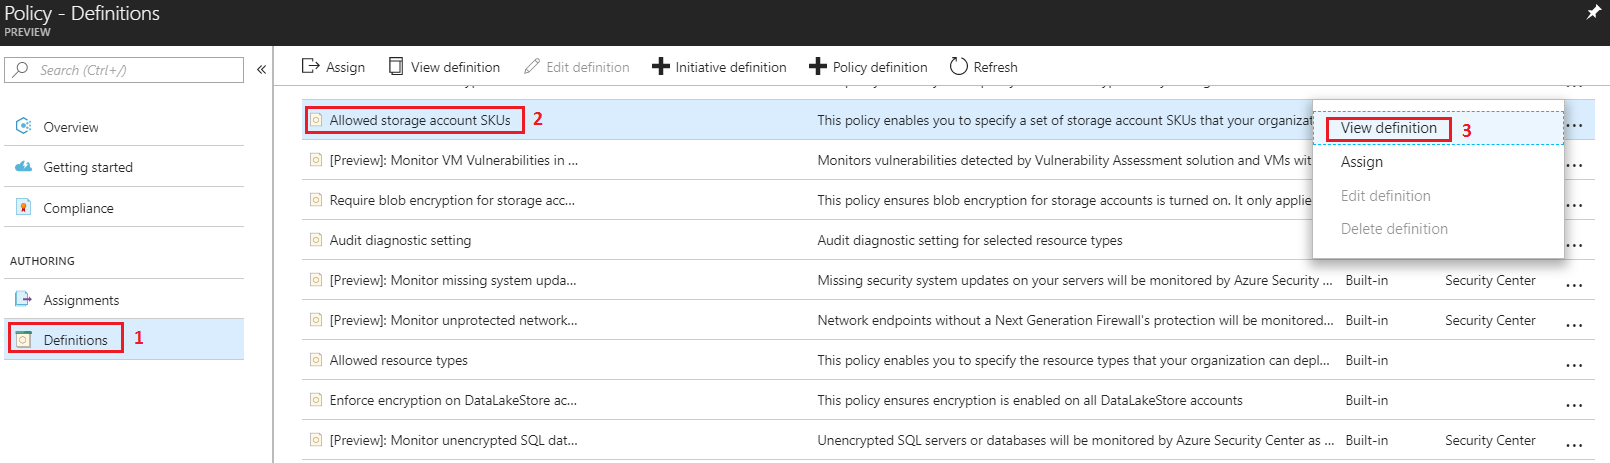 Policy - Definitions
PREVIEW
Search (Ctrl+/)
«
Assign View definition Edit definition Initiative definition Policy definition Refresh
Overview
Getting started
Compliance
AUTHORING
Assignments
Definitions 1
Allowed storage account SKUs 2 This policy enables you to specify a set of storage account SKUs that your organiza ...
[Preview]: Monitor VM Vulnerabilities in ... Monitors vulnerabilities detected by Vulnerability Assessment solution and VMs wit ...
Require blob encryption for storage acc... This policy ensures blob encryption for storage accounts is turned on. It only applie ...
Audit diagnostic setting Audit diagnostic setting for selected resource types ...
[Preview]: Monitor missing system upda... Missing security system updates on your servers will be monitored by Azure Security ... Built-in Security Center ...
[Preview]: Monitor unprotected network... Network endpoints without a Next Generation Firewall's protection will be monitored... Built-in Security Center ...
Allowed resource types This policy enables you to specify the resource types that your organization can depl... Built-in ...
Enforce encryption on DataLakeStore ac... This policy ensures encryption is enabled on all DataLakeStore accounts Built-in ...
[Preview]: Monitor unencrypted SQL dat... Unencrypted SQL servers or databases will be monitored by Azure Security Center as ... Built-in Security Center ...
View definition 3
Assign
Edit definition
Delete definition